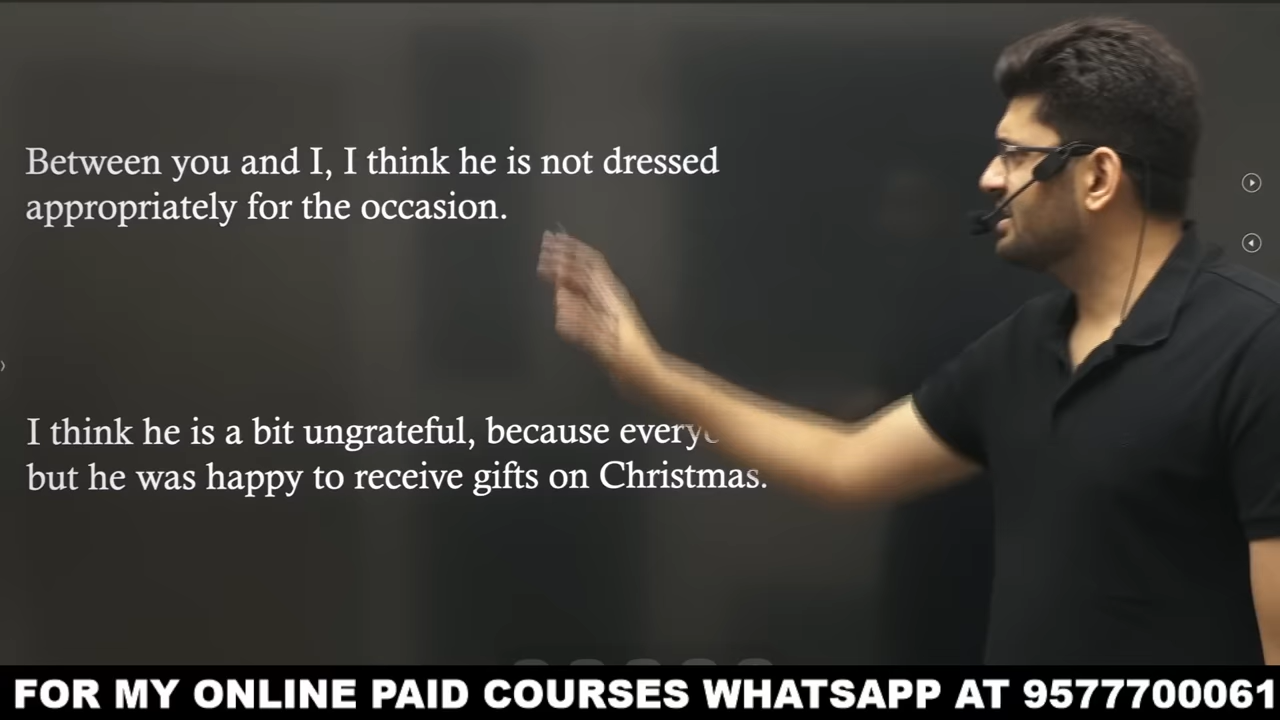 Between you and I, I think he is not dressed
appropriately for the occasion.
I think he is a bit ungrateful, because
but he was happy to receive gifts on Christmas.
FOR MY ONLINE PAID COURSES WHATSAPP AT 9577700061